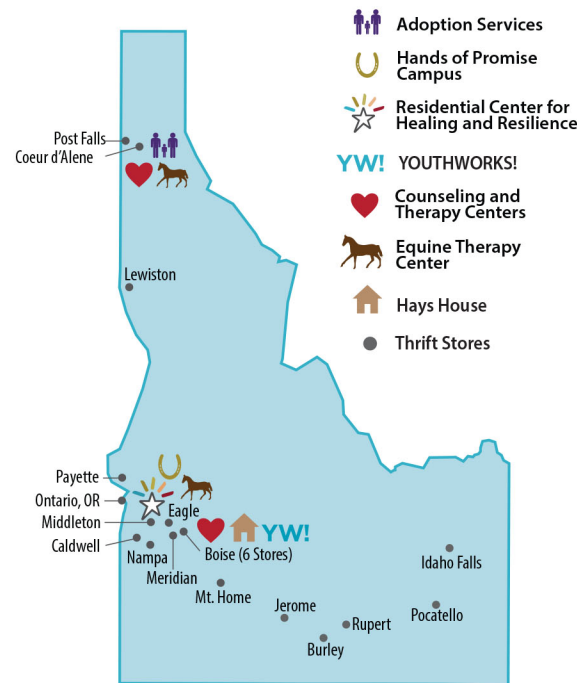 Adoption Services
Hands of Promise
Campus
Residential Center for
Healing and Resilience
YW! YOUTHWORKS!
Counseling and
Therapy Centers
Equine Therapy
Center
Hays House
Thrift Stores
Post Falls
Coeur d'Alene
Lewiston
Payette
Ontario, OR
Middleton
Eagle
Caldwell
Nampa
Meridian
Boise (6 Stores)
YW!
Mt. Home
Jerome
Burley
Rupert
Pocatello
Idaho Falls